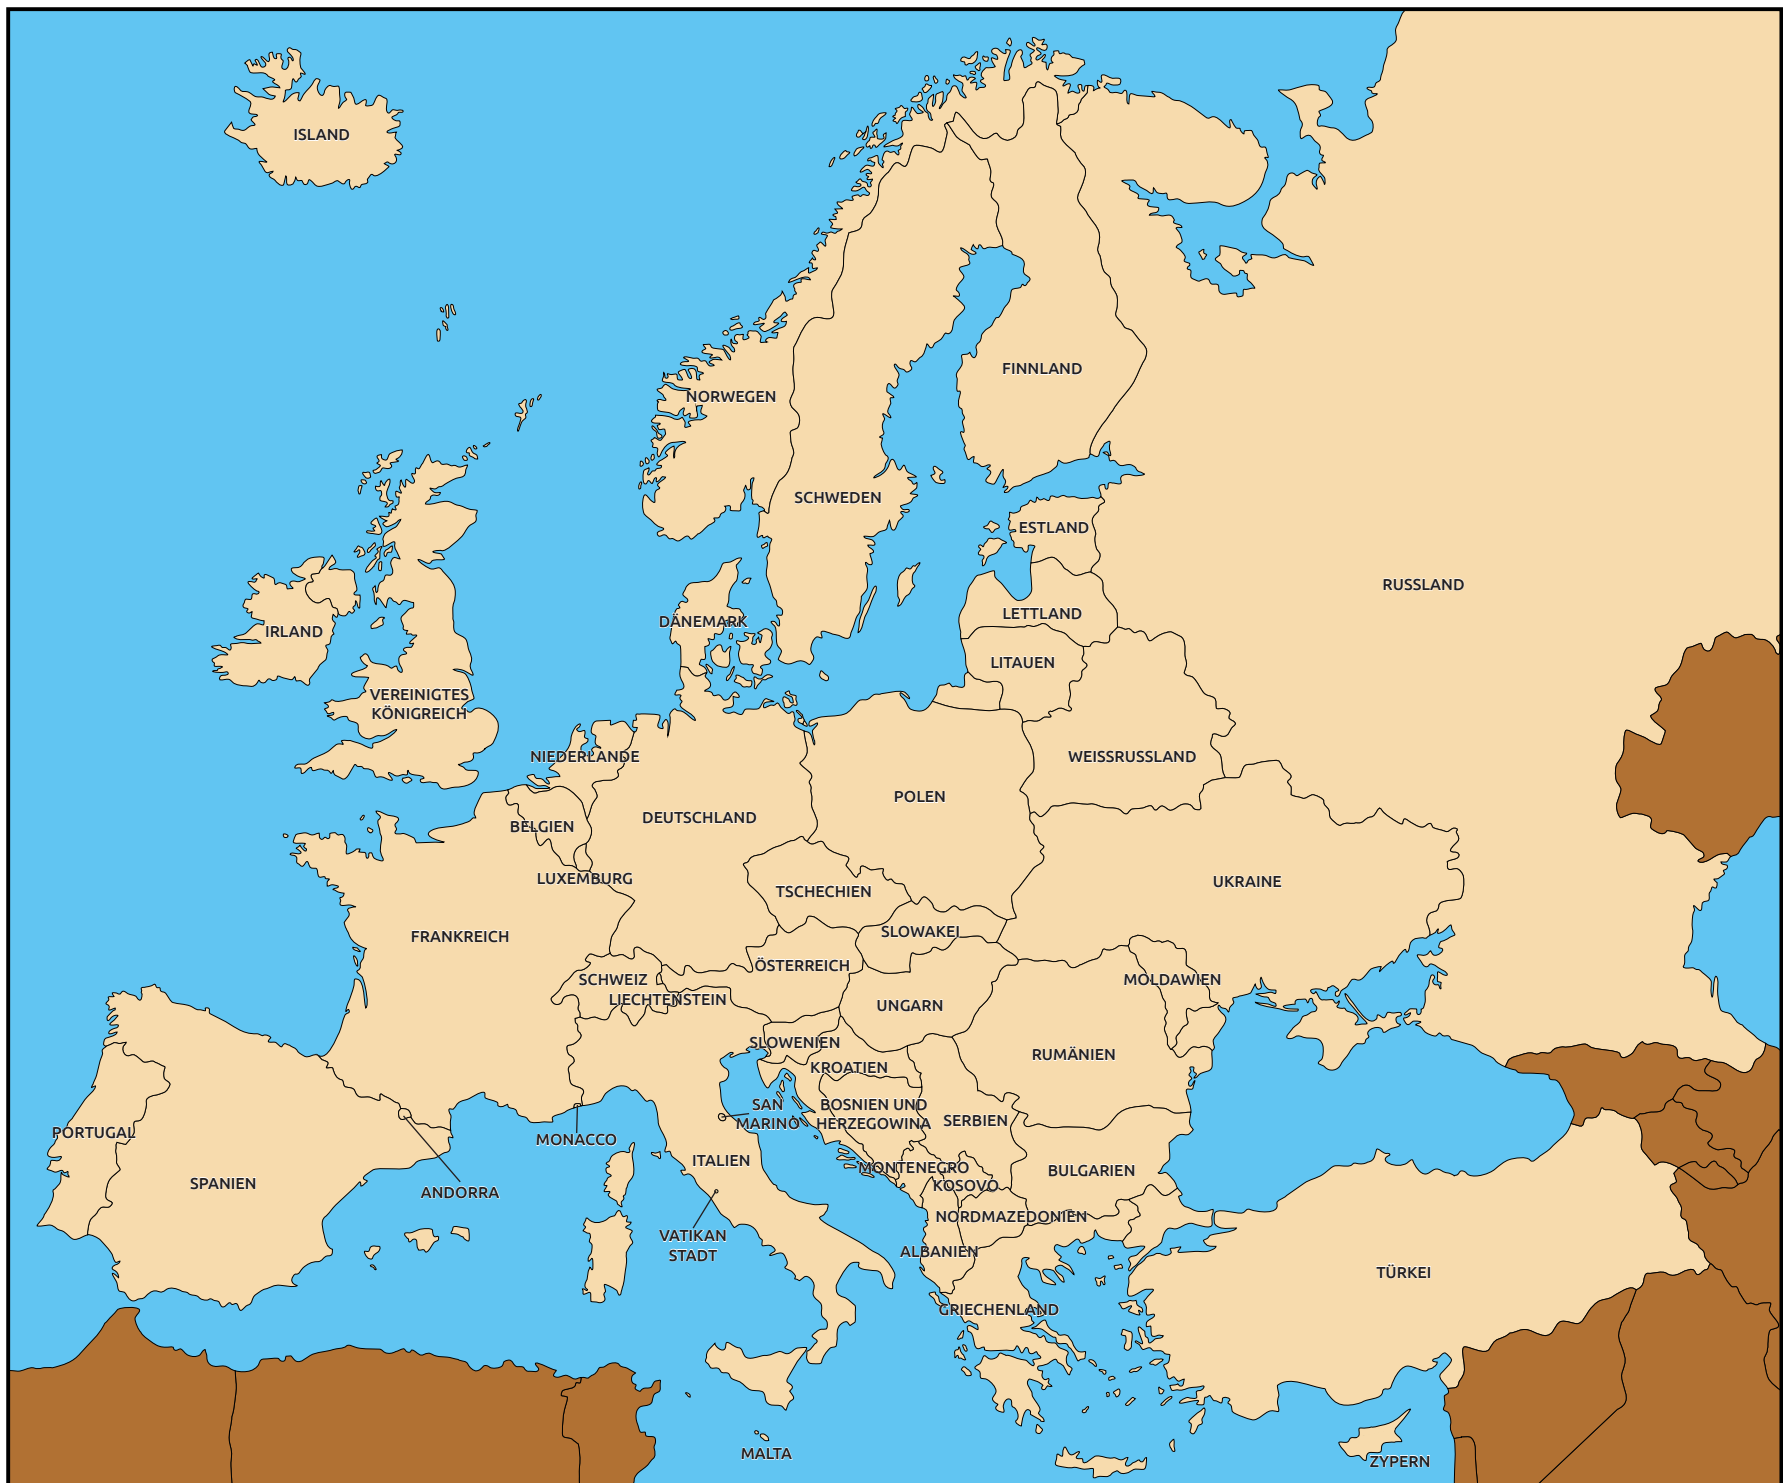 ISLAND
NORWEGEN
FINNLAND
SCHWEDEN
ESTLAND
RUSSLAND
LETTLAND
DÄNEMARK
IRLAND
LITAUEN
VEREINIGTES
KÖNIGREICH
NIEDERLANDE
WEISSRUSSLAND
POLEN
DEUTSCHLAND
BELGIEN
LUXEMBURG
UKRAINE
TSCHECHIEN
SLOWAKEI
FRANKREICH
ÖSTERREICH
SCHWEIZ
MOLDAWIEN
LIECHTENSTEIN
UNGARN
SLOWENIEN
RUMÄNIEN
KROATIEN
SAN
MARINO
BOSNIEN UND
HERZEGOWINA
SERBIEN
PORTUGAL
MONACCO
ITALIEN
MONTENEGRO
BULGARIEN
SPANIEN
KOSOVO
ANDORRA
NORDMAZEDONIEN
VATIKAN
STADT
ALBANIEN
TÜRKEI
GRIECHENLAND
MALTA
ZYPERN